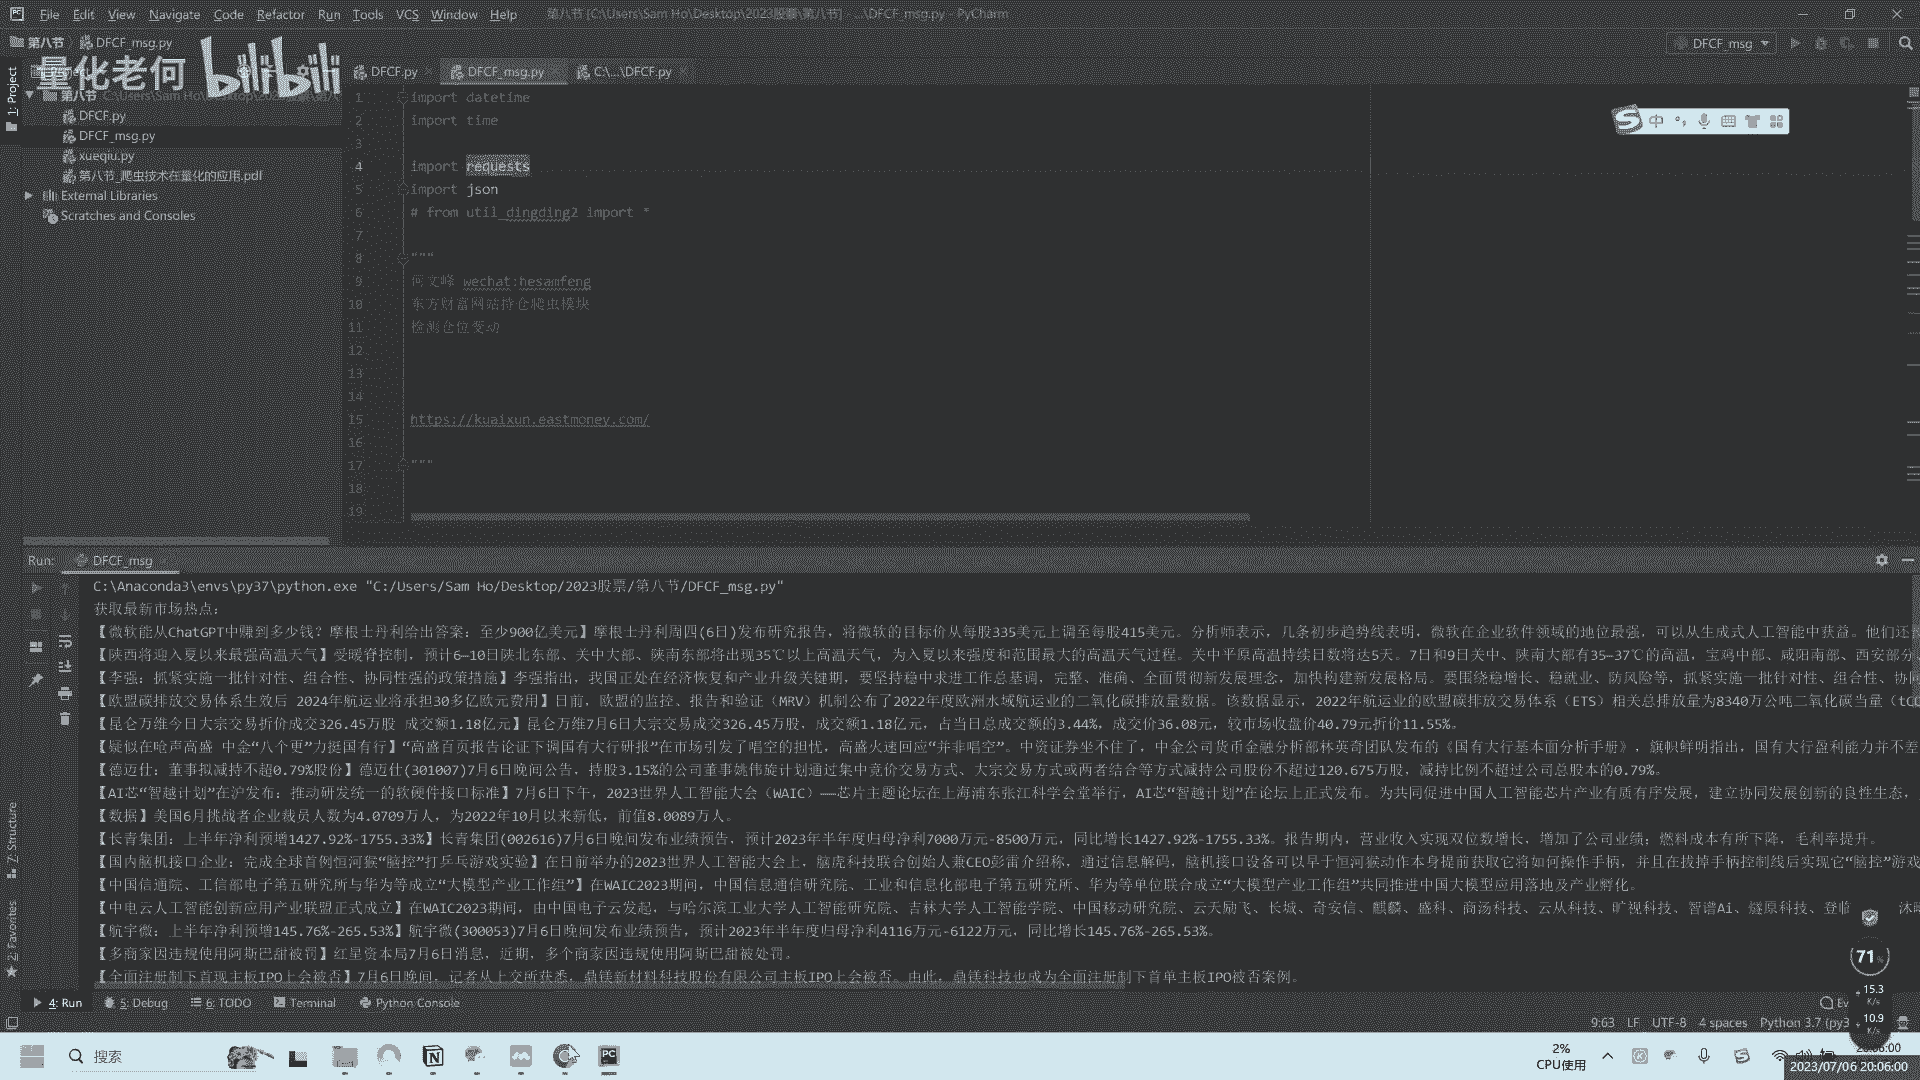 File Edit View Navigate Code Refactor Run Tools VCS Window Help 第八节 [C:\Users\Sam Ho\Desktop\2023股票\第八节] - ...\DFCF_msg.py - PyCharm
第八节 DFCF_msg.py DFCF_msg
量化老何 bilibili
DFCF.py DFCF_msg.py C:\...\DFCF.py
1: Project
第八节
DFCF.py
DFCF_msg.py
xueqiu.py
第八节_爬虫技术在量化的应用.pdf
External Libraries
Scratches and Consoles
1 import datetime
2 import time
3
4 import requests
5 import json
6 # from util_dingding2 import *
7
8 """
9 何文峰 wechat:hesamfeng
10 东方财富网站持仓爬虫模块
11 检测仓位变动
12
13
14
15 https://kuaixun.eastmoney.com/
16
17 """
18
19
中
Run: DFCF_msg
C:\Anaconda3\envs\py37\python.exe "C:/Users/Sam Ho/Desktop/2023股票/第八节/DFCF_msg.py"
获取最新市场热点：
【微软能从ChatGPT中赚到多少钱？摩根士丹利给出答案：至少900亿美元】摩根士丹利周四(6日)发布研究报告，将微软的目标价从每股335美元上调至每股415美元。分析师表示，几条初步趋势线表明，微软在企业软件领域的地位最强，可以从生成式人工智能中获益。他们还
【陕西将迎入夏以来最强高温天气】受暖脊控制，预计6—10日陕北东部、关中大部、陕南东部将出现35℃以上高温天气，为入夏以来强度和范围最大的高温天气过程。关中平原高温持续日数将达5天。7日和9日关中、陕南大部有35—37℃的高温，宝鸡中部、咸阳南部、西安部分
【李强：抓紧实施一批针对性、组合性、协同性强的政策措施】李强指出，我国正处在经济恢复和产业升级关键期，要坚持稳中求进工作总基调，完整、准确、全面贯彻新发展理念，加快构建新发展格局。要围绕稳增长、稳就业、防风险等，抓紧实施一批针对性、组合性、协同
【欧盟碳排放交易体系生效后 2024年航运业将承担30多亿欧元费用】日前，欧盟的监控、报告和验证（MRV）机制公布了2022年度欧洲水域航运业的二氧化碳排放量数据。该数据显示，2022年航运业的欧盟碳排放交易体系（ETS）相关总排放量为8340万公吨二氧化碳当量（tCO
【昆仑万维今日大宗交易折价成交326.45万股 成交额1.18亿元】昆仑万维7月6日大宗交易成交326.45万股，成交额1.18亿元，占当日总成交额的3.44%，成交价36.08元，较市场收盘价40.79元折价11.55%。
【疑似在呛声高盛 中金“八个更”力挺国有行】“高盛百页报告论证下调国有大行研报”在市场引发了唱空的担忧，高盛火速回应“并非唱空”。中资证券坐不住了，中金公司货币金融分析部林英奇团队发布的《国有大行基本面分析手册》，旗帜鲜明指出，国有大行盈利能力并不差
【德迈仕：董事拟减持不超0.79%股份】德迈仕(301007)7月6日晚间公告，持股3.15%的公司董事姚伟旋计划通过集中竞价交易方式、大宗交易方式或两者结合等方式减持公司股份不超过120.675万股，减持比例不超过公司总股本的0.79%。
【AI芯“智越计划”在沪发布：推动研发统一的软硬件接口标准】7月6日下午，2023世界人工智能大会（WAIC）——芯片主题论坛在上海浦东张江科学会堂举行，AI芯“智越计划”在论坛上正式发布。为共同促进中国人工智能芯片产业有质有序发展，建立协同发展创新的良性生态，
【数据】美国6月挑战者企业裁员人数为4.0709万人，为2022年10月以来新低，前值8.0089万人。
【长青集团：上半年净利预增1427.92%-1755.33%】长青集团(002616)7月6日晚间发布业绩预告，预计2023年半年度归母净利7000万元-8500万元，同比增长1427.92%-1755.33%。报告期内，营业收入实现双位数增长，增加了公司业绩；燃料成本有所下降，毛利率提升。
【国内脑机接口企业：完成全球首例恒河猴“脑控”打乒乓游戏实验】在日前举办的2023世界人工智能大会上，脑虎科技联合创始人兼CEO彭雷介绍称，通过信息解码，脑机接口设备可以早于恒河猴动作本身提前获取它将如何操作手柄，并且在拔掉手柄控制线后实现它“脑控”游戏
【中国信通院、工信部电子第五研究所与华为等成立“大模型产业工作组”】在WAIC2023期间，中国信息通信研究院、工业和信息化部电子第五研究所、华为等单位联合成立“大模型产业工作组”共同推进中国大模型应用落地及产业孵化。
【中电云人工智能创新应用产业联盟正式成立】在WAIC2023期间，由中国电子云发起，与哈尔滨工业大学人工智能研究院、吉林大学人工智能学院、中国移动研究院、云天励飞、长城、奇安信、麒麟、盛科、商汤科技、云从科技、旷视科技、智谱Ai、燧原科技、登临
【航宇微：上半年净利预增145.76%-265.53%】航宇微(300053)7月6日晚间发布业绩预告，预计2023年半年度归母净利4116万元-6122万元，同比增长145.76%-265.53%。
【多商家因违规使用阿斯巴甜被罚】红星资本局7月6日消息，近期，多个商家因违规使用阿斯巴甜被处罚。
【全面注册制下首现主板IPO上会被否】7月6日晚间，记者从上交所获悉，鼎镁新材料科技股份有限公司主板IPO上会被否。由此，鼎镁科技也成为全面注册制下首单主板IPO被否案例。
7: Structure
2: Favorites
71%
15.3 K/s
10.9 K/s
4: Run 5: Debug 6: TODO Terminal Python Console Ev
9:63 LF UTF-8 4 spaces Python 3.7 (py3
搜索
2%
CPU使用
2023/07/06 20:06:00